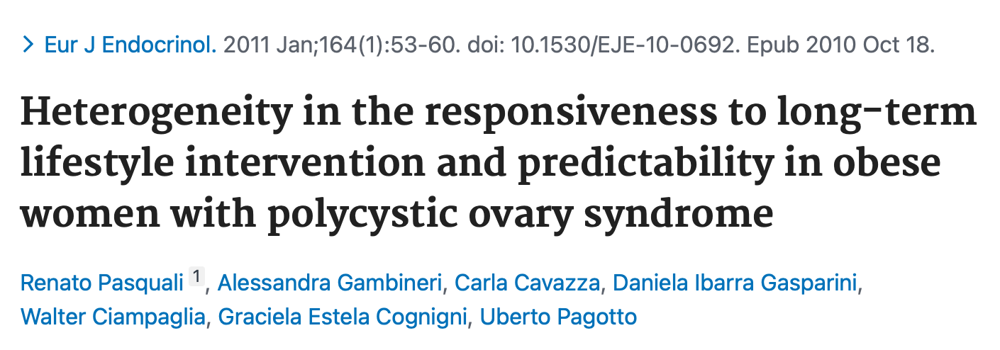 > Eur J Endocrinol. 2011 Jan;164(1):53-60. doi: 10.1530/EJE-10-0692. Epub 2010 Oct 18.
Heterogeneity in the responsiveness to long-term
lifestyle intervention and predictability in obese
women with polycystic ovary syndrome
Renato Pasquali 1, Alessandra Gambineri, Carla Cavazza, Daniela Ibarra Gasparini,
Walter Ciampaglia, Graciela Estela Cognigni, Uberto Pagotto